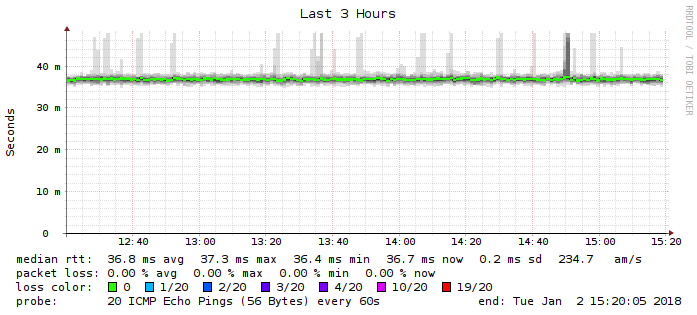 Last 3 Hours
RRDTOOL / TOBI OETIKER
Seconds
40 m
30 m
20 m
10 m
0
12:40 13:00 13:20 13:40 14:00 14:20 14:40 15:00 15:20
median rtt: 36.8 ms avg 37.3 ms max 36.4 ms min 36.7 ms now 0.2 ms sd 234.7 am/s
packet loss: 0.00 % avg 0.00 % max 0.00 % min 0.00 % now
loss color: 0 1/20 2/20 3/20 4/20 10/20 19/20
probe: 20 ICMP Echo Pings (56 Bytes) every 60s end: Tue Jan 2 15:20:05 2018